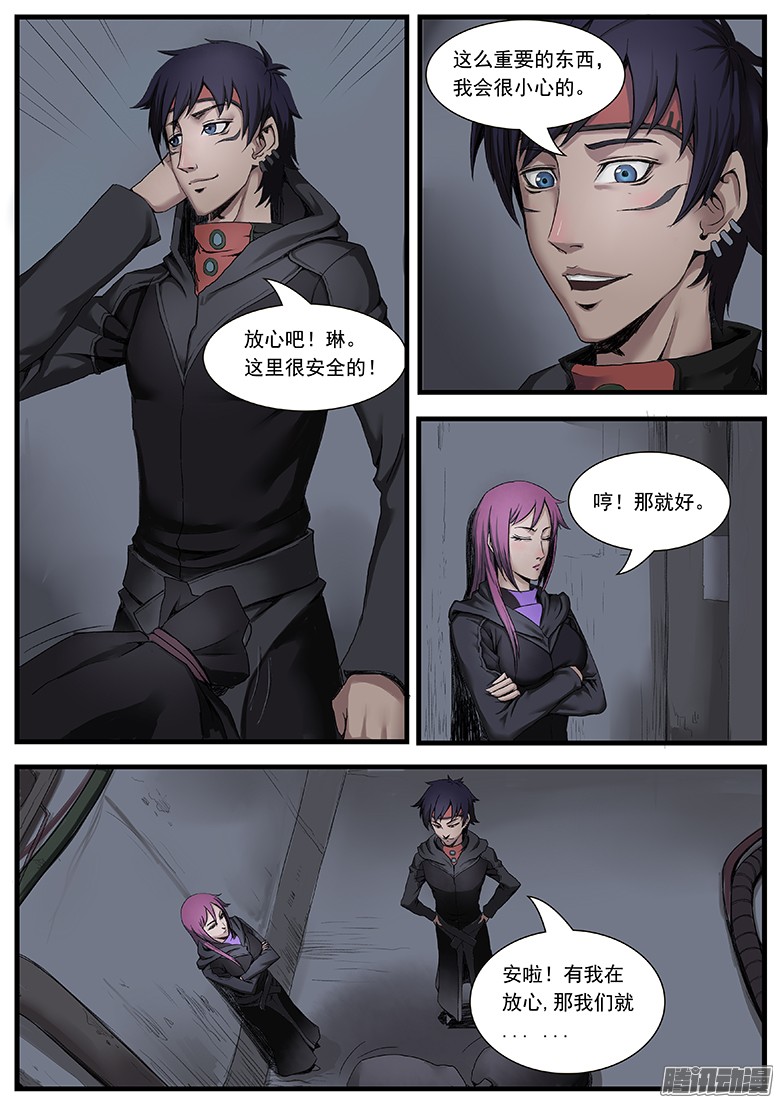 放心吧！琳。
这里很安全的！
这么重要的东西，
我会很小心的。
哼！那就好。
安啦！有我在
放心,那我们就
... ...
腾讯动漫